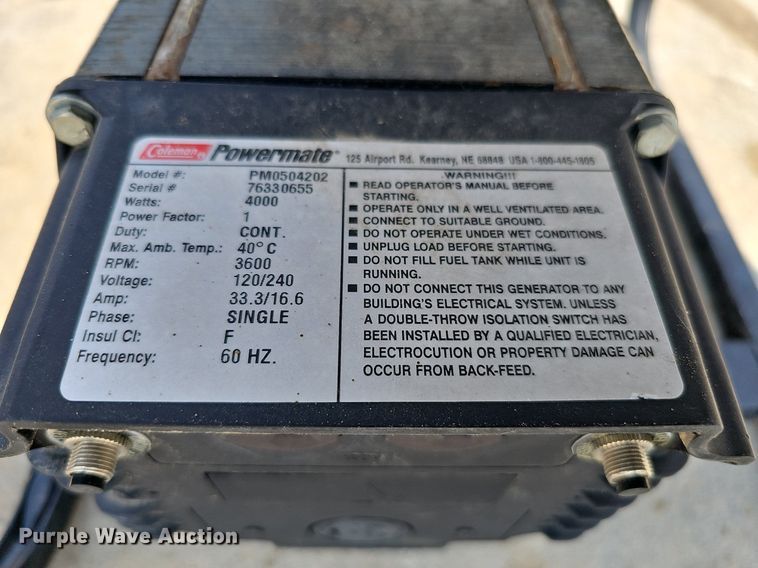 Coleman® Powermate® 125 Airport Rd. Kearney, NE 68848 USA 1-800-445-1805
Model #: PM0504202
Serial # 76330655
Watts: 4000
Power Factor: 1
Duty: CONT.
Max. Amb. Temp.: 40° C
RPM: 3600
Voltage: 120/240
Amp: 33.3/16.6
Phase: SINGLE
Insul Cl: F
Frequency: 60 HZ.
WARNING!!!
■ READ OPERATOR'S MANUAL BEFORE
STARTING.
■ OPERATE ONLY IN A WELL VENTILATED AREA.
■ CONNECT TO SUITABLE GROUND.
■ DO NOT OPERATE UNDER WET CONDITIONS.
■ UNPLUG LOAD BEFORE STARTING.
■ DO NOT FILL FUEL TANK WHILE UNIT IS
RUNNING.
■ DO NOT CONNECT THIS GENERATOR TO ANY
BUILDING'S ELECTRICAL SYSTEM. UNLESS
A DOUBLE-THROW ISOLATION SWITCH HAS
BEEN INSTALLED BY A QUALIFIED ELECTRICIAN,
ELECTROCUTION OR PROPERTY DAMAGE CAN
OCCUR FROM BACK-FEED.
Purple Wave Auction